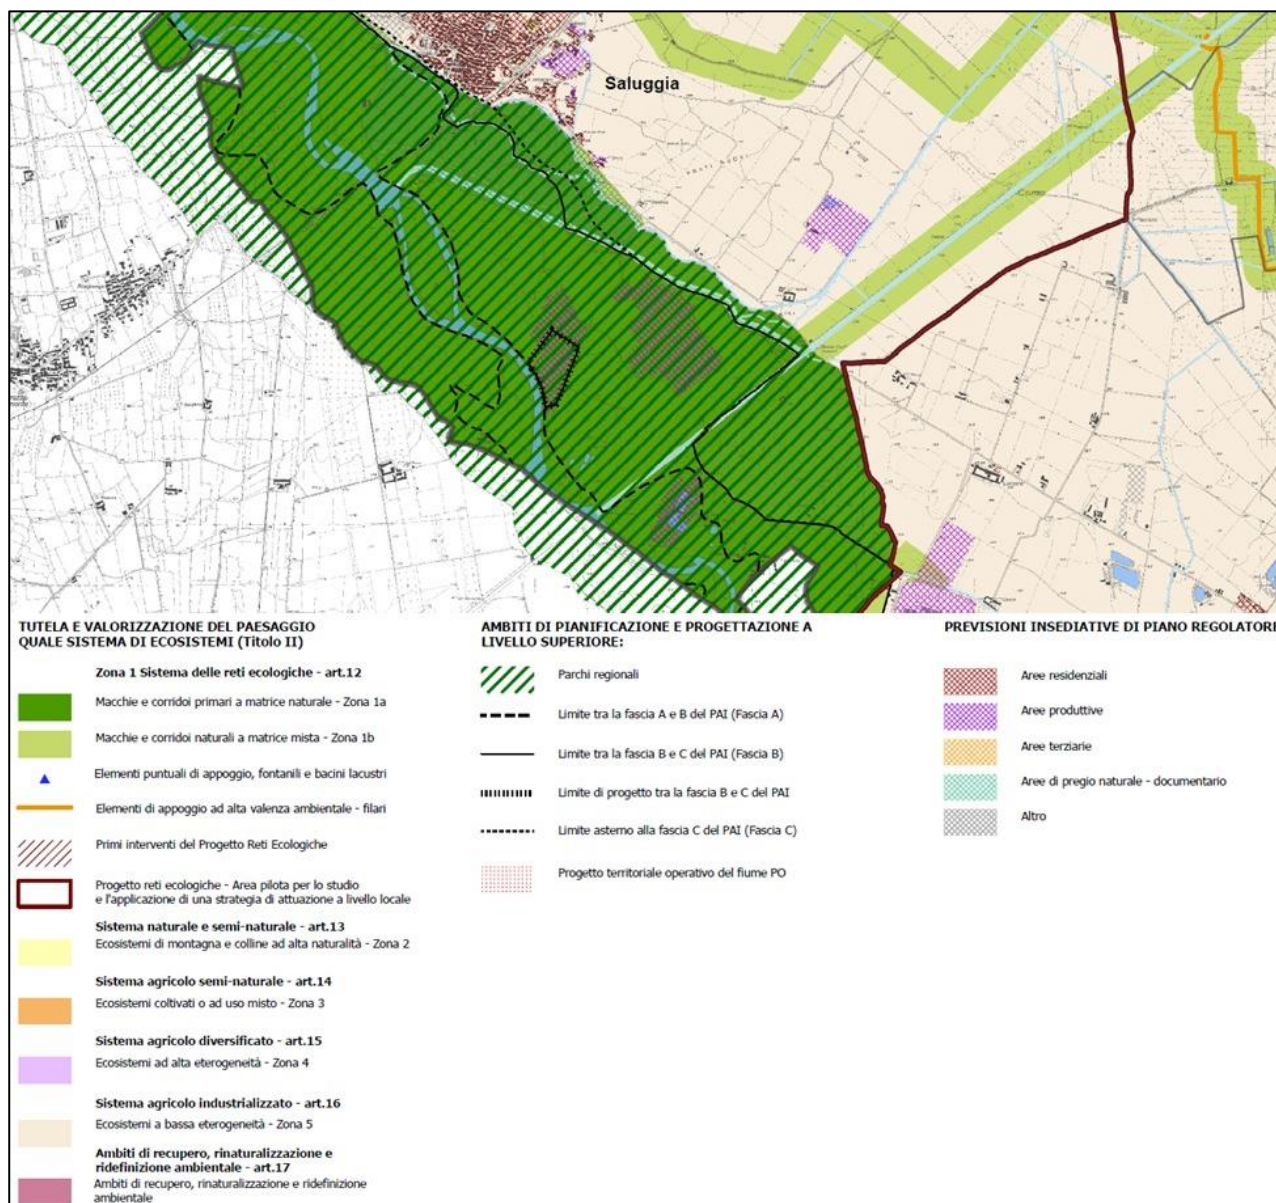 Saluggia
TUTELA E VALORIZZAZIONE DEL PAESAGGIO
QUALE SISTEMA DI ECOSISTEMI (Titolo II)
Zona 1 Sistema delle reti ecologiche - art.12
Macchie e corridoi primari a matrice naturale - Zona 1a
Macchie e corridoi naturali a matrice mista - Zona 1b
Elementi puntuali di appoggio, fontanili e bacini lacustri
Elementi di appoggio ad alta valenza ambientale - filari
Primi interventi del Progetto Reti Ecologiche
Progetto reti ecologiche - Area pilota per lo studio
e l'applicazione di una strategia di attuazione a livello locale
Sistema naturale e semi-naturale - art.13
Ecosistemi di montagna e colline ad alta naturalità - Zona 2
Sistema agricolo semi-naturale - art.14
Ecosistemi coltivati o ad uso misto - Zona 3
Sistema agricolo diversificato - art.15
Ecosistemi ad alta eterogeneità - Zona 4
Sistema agricolo industrializzato - art.16
Ecosistemi a bassa eterogeneità - Zona 5
Ambiti di recupero, rinaturalizzazione e
ridefinizione ambientale - art.17
Ambiti di recupero, rinaturalizzazione e ridefinizione
ambientale
AMBITI DI PIANIFICAZIONE E PROGETTAZIONE A
LIVELLO SUPERIORE:
Parchi regionali
Limite tra la fascia A e B del PAI (Fascia A)
Limite tra la fascia B e C del PAI (Fascia B)
Limite di progetto tra la fascia B e C del PAI
Limite asterno alla fascia C del PAI (Fascia C)
Progetto territoriale operativo del fiume PO
PREVISIONI INSEDIATIVE DI PIANO REGOLATORE
Aree residenziali
Aree produttive
Aree terziarie
Aree di pregio naturale - documentario
Altro